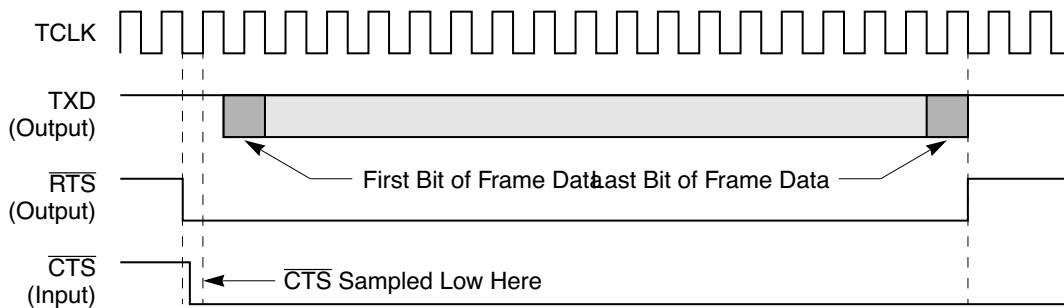 TCLK
TXD
(Output)
First Bit of Frame Data
Last Bit of Frame Data
RTS
(Output)
CTS
(Input)
CTS Sampled Low Here